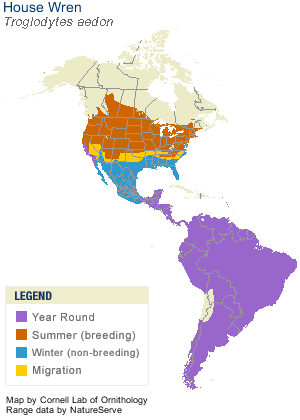 House Wren
Troglodytes aedon
LEGEND
Year Round
Summer (breeding)
Winter (non-breeding)
Migration
Map by Cornell Lab of Ornithology
Range data by NatureServe